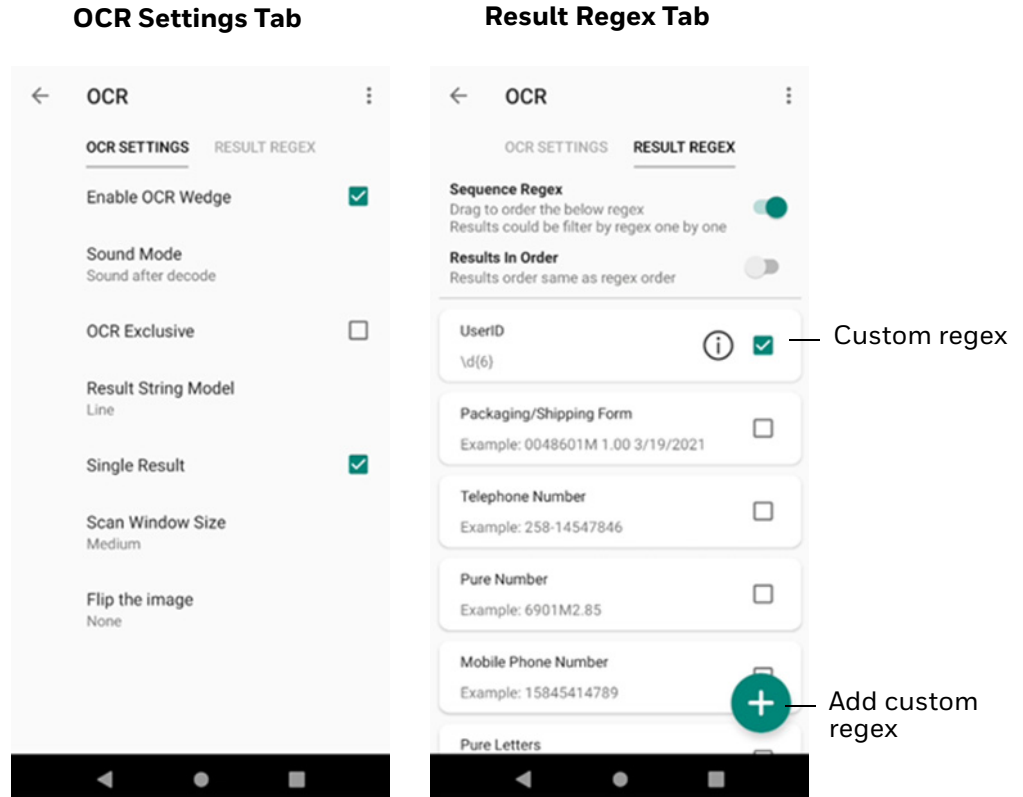 OCR Settings Tab
Result Regex Tab
OCR
OCR SETTINGS
RESULT REGEX
Enable OCR Wedge
Sound Mode
Sound after decode
OCR Exclusive
Result String Model
Line
Single Result
Scan Window Size
Medium
Flip the image
None
OCR
OCR SETTINGS
RESULT REGEX
Sequence Regex
Drag to order the below regex
Results could be filter by regex one by one
Results In Order
Results order same as regex order
UserID
\d{6}
Custom regex
Packaging/Shipping Form
Example: 0048601M 1.00 3/19/2021
Telephone Number
Example: 258-14547846
Pure Number
Example: 6901M2.85
Mobile Phone Number
Example: 15845414789
Add custom
regex
Pure Letters